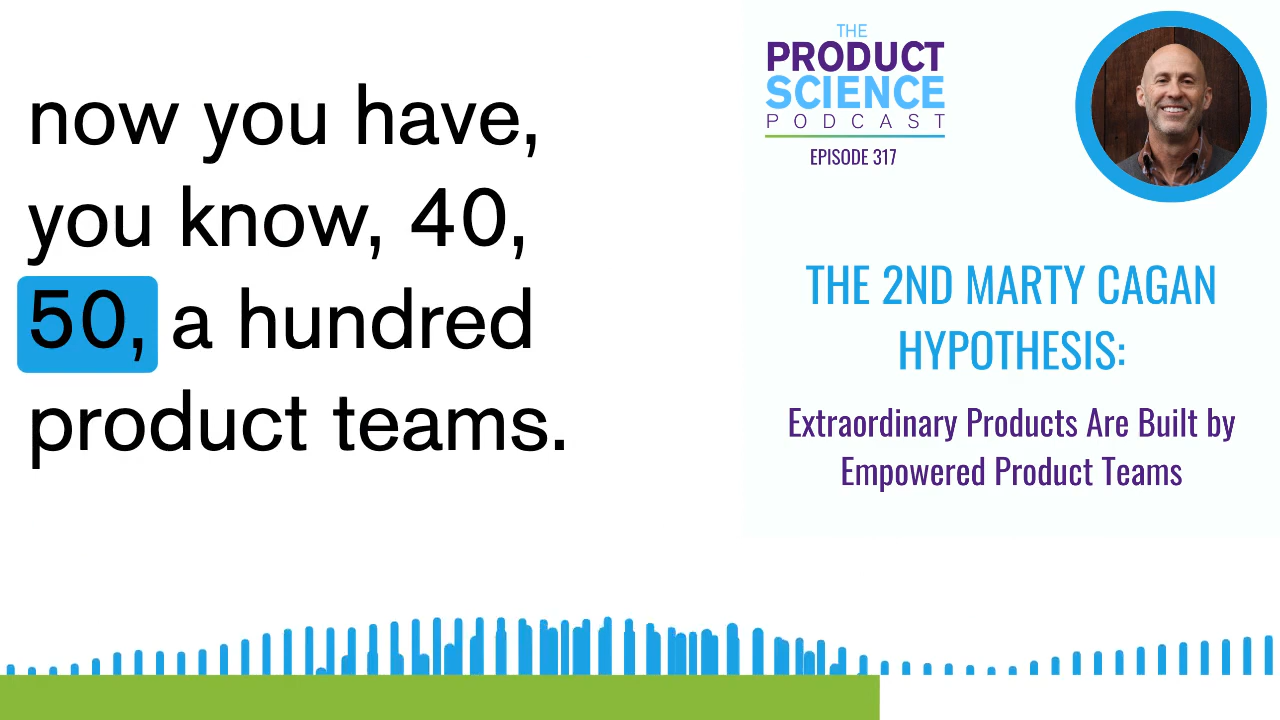 now you have,
you know, 40,
50, a hundred
product teams.
THE
PRODUCT
SCIENCE
PODCAST
EPISODE 317
THE 2ND MARTY CAGAN
HYPOTHESIS:
Extraordinary Products Are Built by
Empowered Product Teams